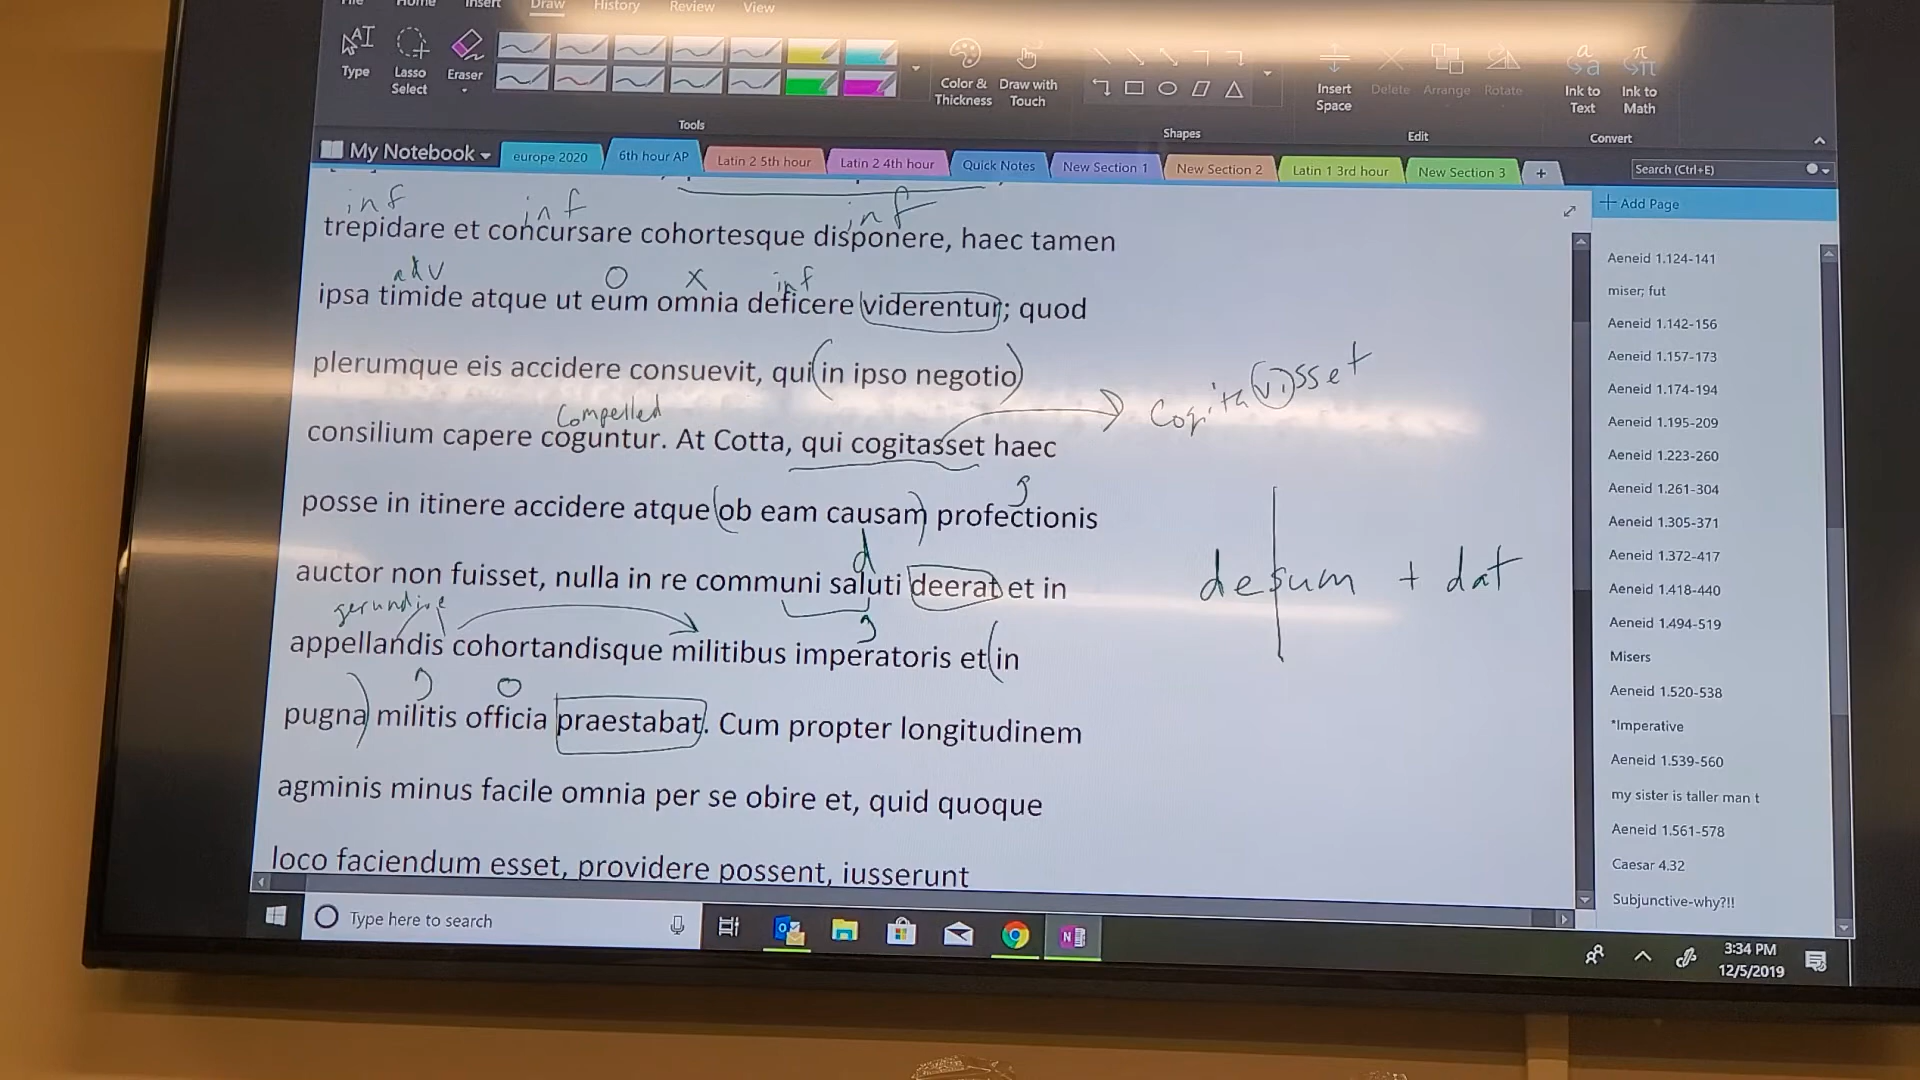 Home Insert Draw History Review View
Type
Lasso Select
Eraser
Color & Thickness
Draw with Touch
Insert Space
Delete
Arrange
Rotate
Ink to Text
Ink to Math
Tools
Shapes
Edit
Convert
My Notebook
europe 2020
6th hour AP
Latin 2 5th hour
Latin 2 4th hour
Quick Notes
New Section 1
New Section 2
Latin 1 3rd hour
New Section 3
+
Search (Ctrl+E)
inf inf inf
trepidare et concursare cohortesque disponere, haec tamen
adv O x inf
ipsa timide atque ut eum omnia deficere viderentur; quod
plerumque eis accidere consuevit, qui (in ipso negotio)
compelled
consilium capere coguntur. At Cotta, qui cogitasset haec
cogitavisset
g
posse in itinere accidere atque (ob eam causam) profectionis
d
auctor non fuisset, nulla in re communi saluti deerat et in
desum + dat
gerundive g
appellandis cohortandisque militibus imperatoris et (in
g O
pugna) militis officia praestabat. Cum propter longitudinem
agminis minus facile omnia per se obire et, quid quoque
loco faciendum esset, providere possent, iusserunt
+ Add Page
Aeneid 1.124-141
miser; fut
Aeneid 1.142-156
Aeneid 1.157-173
Aeneid 1.174-194
Aeneid 1.195-209
Aeneid 1.223-260
Aeneid 1.261-304
Aeneid 1.305-371
Aeneid 1.372-417
Aeneid 1.418-440
Aeneid 1.494-519
Misers
Aeneid 1.520-538
*Imperative
Aeneid 1.539-560
my sister is taller man t
Aeneid 1.561-578
Caesar 4.32
Subjunctive-why?!!
Type here to search
3:34 PM
12/5/2019